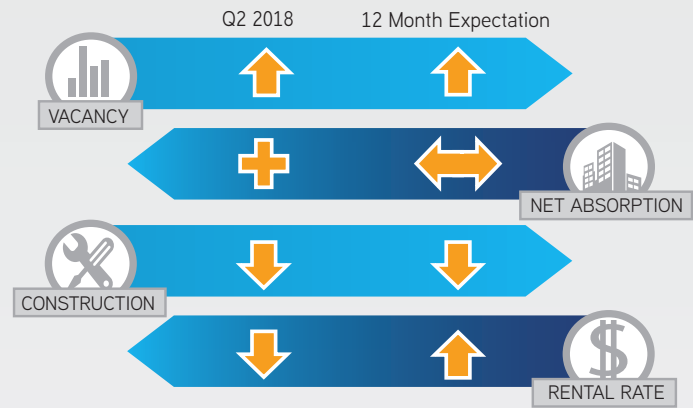 Q2 2018 12 Month Expectation
VACANCY
NET ABSORPTION
CONSTRUCTION
$
RENTAL RATE